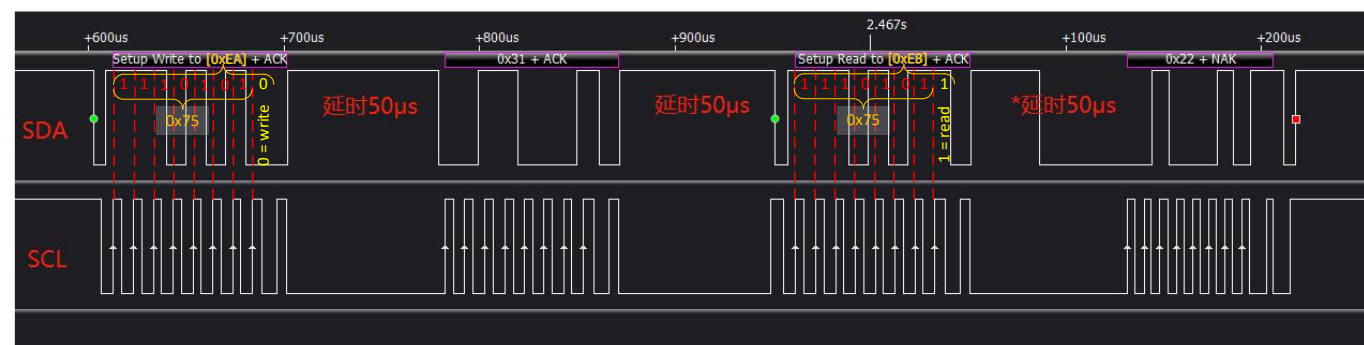 2.467s
+600us +700us +800us +900us +100us +200us
Setup Write to [0xEA] + ACK 0x31 + ACK Setup Read to [0xEB] + ACK 0x22 + NAK
1 1 1 0 1 0 1 0 1 1 1 0 1 0 1 1
延时50μs 延时50μs *延时50μs
SDA 0x75 0 = write 0x75 1 = read
SCL